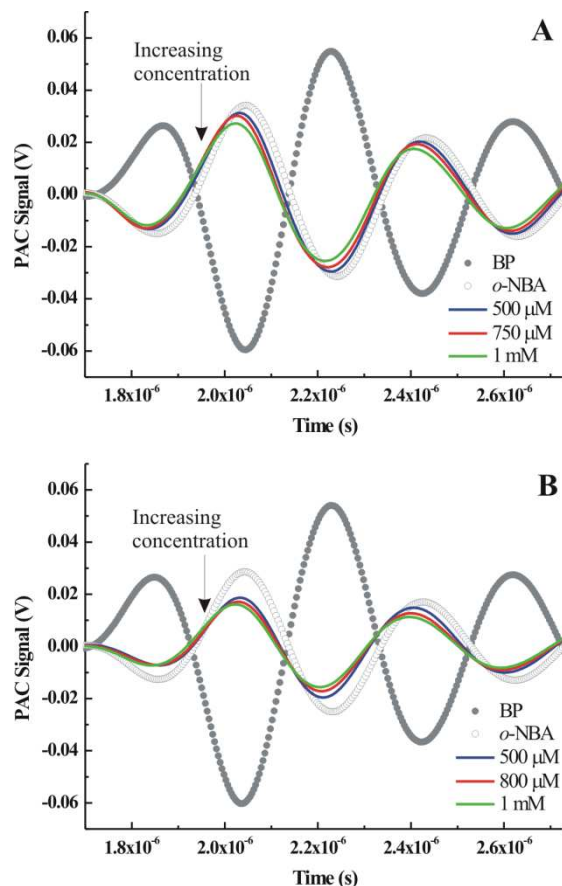 A
Increasing
concentration
PAC Signal (V)
0.06
0.04
0.02
0.00
-0.02
-0.04
-0.06
BP
o-NBA
500 µM
750 µM
1 mM
1.8x10⁻⁶ 2.0x10⁻⁶ 2.2x10⁻⁶ 2.4x10⁻⁶ 2.6x10⁻⁶
Time (s)
B
Increasing
concentration
PAC Signal (V)
0.06
0.04
0.02
0.00
-0.02
-0.04
-0.06
BP
o-NBA
500 µM
800 µM
1 mM
1.8x10⁻⁶ 2.0x10⁻⁶ 2.2x10⁻⁶ 2.4x10⁻⁶ 2.6x10⁻⁶
Time (s)